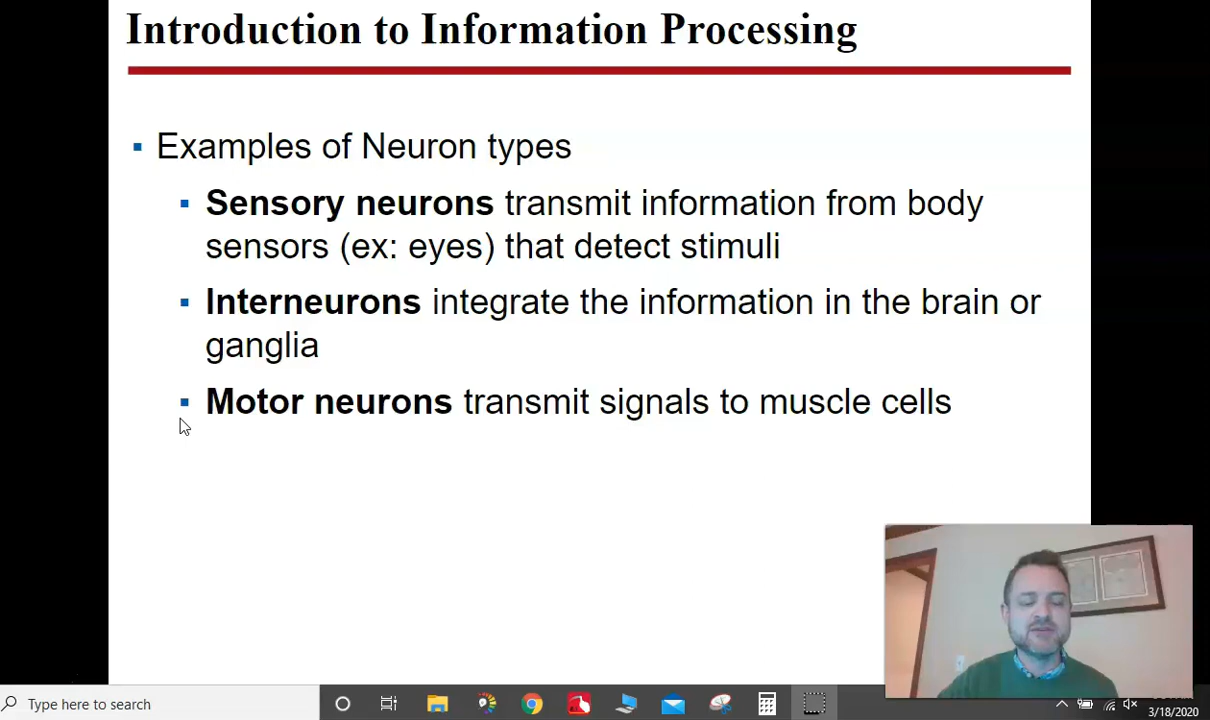 Introduction to Information Processing
Examples of Neuron types
Sensory neurons transmit information from body
sensors (ex: eyes) that detect stimuli
Interneurons integrate the information in the brain or
ganglia
Motor neurons transmit signals to muscle cells
Type here to search
3/18/2020